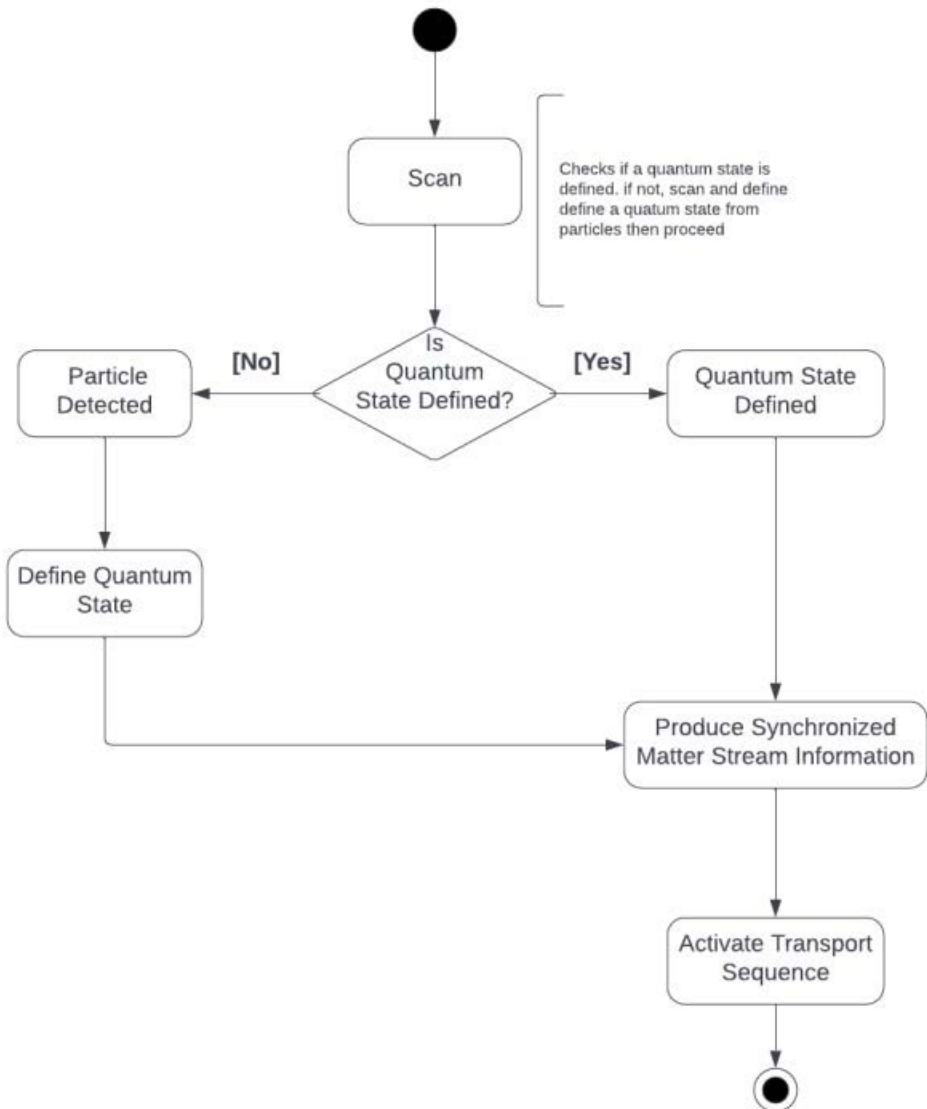 Scan
Checks if a quantum state is
defined. if not, scan and define
define a quatum state from
particles then proceed
Is
Quantum
State Defined?
[No]
[Yes]
Particle
Detected
Quantum State
Defined
Define Quantum
State
Produce Synchronized
Matter Stream Information
Activate Transport
Sequence